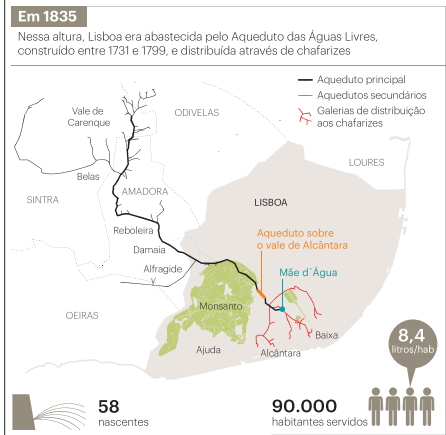 Em 1835
Nessa altura, Lisboa era abastecida pelo Aqueduto das Águas Livres,
construído entre 1731 e 1799, e distribuída através de chafarizes
Aqueduto principal
Aquedutos secundários
Galerias de distribuição
aos chafarizes
Vale de
Carenque
ODIVELAS
LOURES
Belas
SINTRA
AMADORA
LISBOA
Reboleira
Aqueduto sobre
o vale de Alcântara
Damaia
Alfragide
Mãe d´Água
OEIRAS
Monsanto
Baixa
Ajuda
Alcântara
8,4
litros/hab
58
nascentes
90.000
habitantes servidos